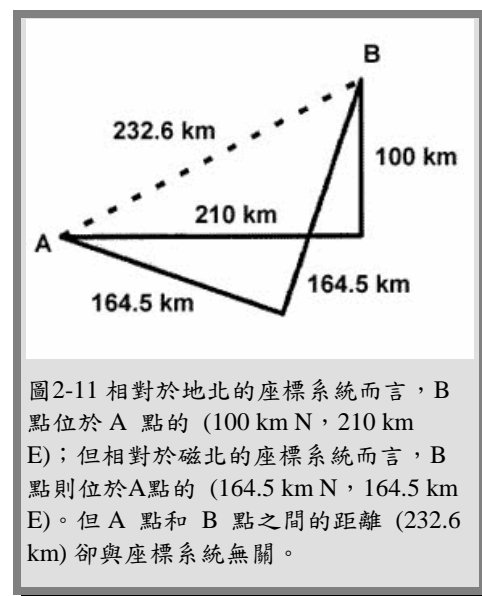 B
232.6 km
100 km
210 km
A
164.5 km
164.5 km
圖2-11 相對於地北的座標系統而言，B
點位於 A 點的 (100 km N，210 km
E)；但相對於磁北的座標系統而言，B
點則位於A點的 (164.5 km N，164.5 km
E)。但 A 點和 B 點之間的距離 (232.6
km) 卻與座標系統無關。